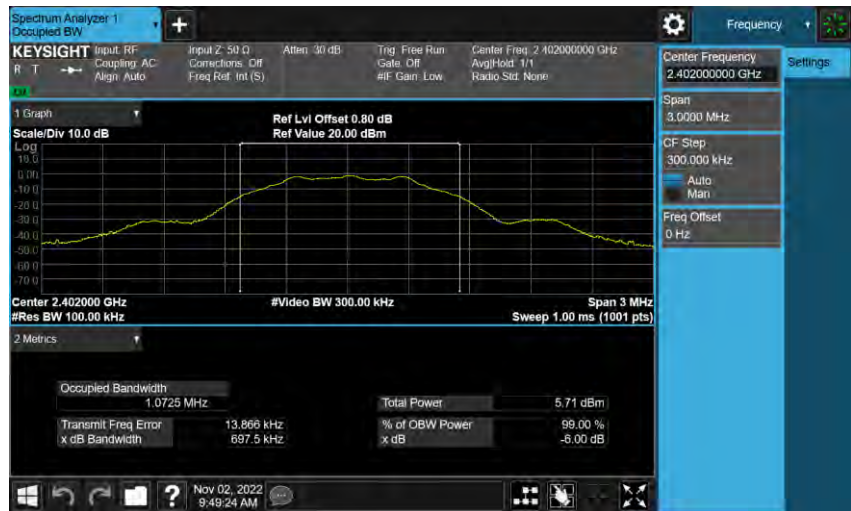 Spectrum Analyzer 1
Occupied BW
Frequency
KEYSIGHT Input: RF
R T Coupling: AC
Align: Auto
Input Z: 50 Ω
Corrections: Off
Freq Ref: Int (S)
Atten: 30 dB
Trig: Free Run
Gate: Off
#IF Gain: Low
Center Freq: 2.402000000 GHz
Avg|Hold: 1/1
Radio Std: None
Center Frequency
2.402000000 GHz
Settings
Span
3.0000 MHz
CF Step
300.000 kHz
Auto
Man
Freq Offset
0 Hz
1 Graph
Scale/Div 10.0 dB
Ref Lvl Offset 0.80 dB
Ref Value 20.00 dBm
Log
10.0
0.00
-10.0
-20.0
-30.0
-40.0
-50.0
-60.0
-70.0
Center 2.402000 GHz
#Res BW 100.00 kHz
#Video BW 300.00 kHz
Span 3 MHz
Sweep 1.00 ms (1001 pts)
2 Metrics
Occupied Bandwidth
1.0725 MHz
Total Power 5.71 dBm
Transmit Freq Error 13.866 kHz
% of OBW Power 99.00 %
x dB Bandwidth 697.5 kHz
x dB -6.00 dB
?
Nov 02, 2022
9:49:24 AM